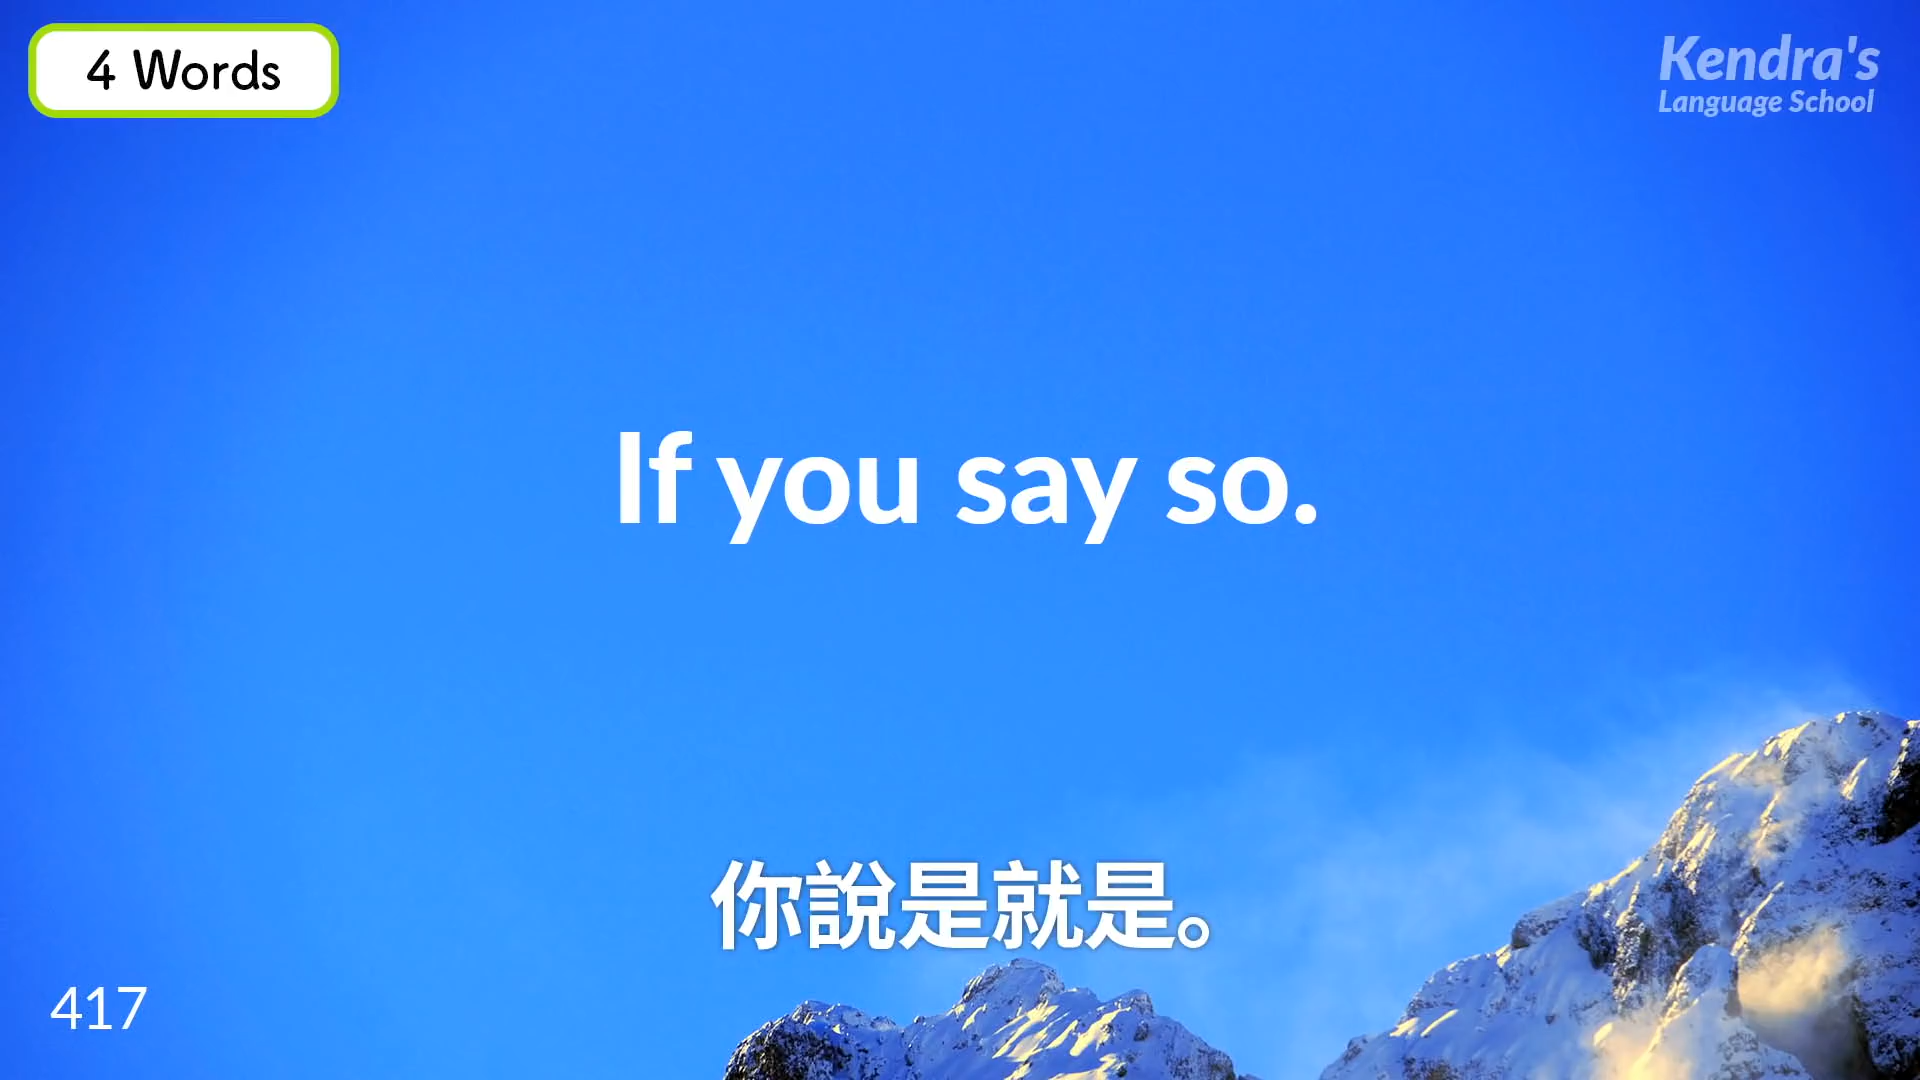 4 Words
Kendra's
Language School
If you say so.
你說是就是。
417